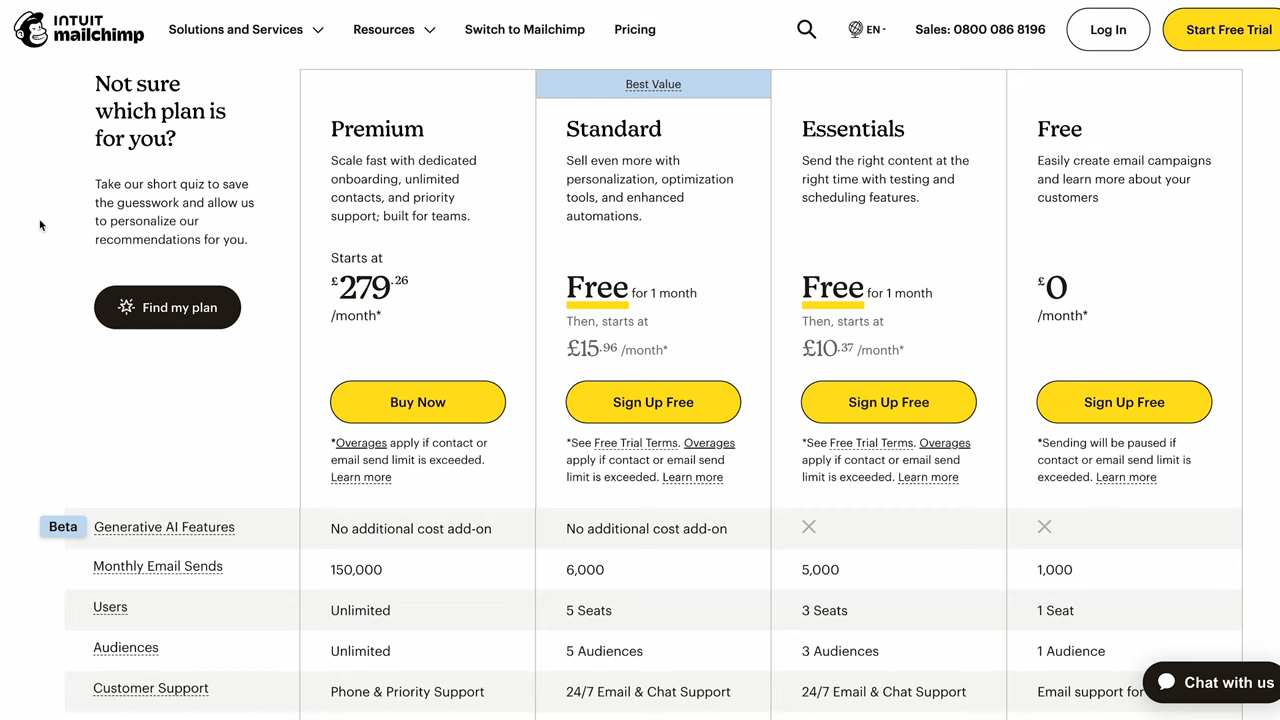 INTUIT
mailchimp
Solutions and Services
Resources
Switch to Mailchimp
Pricing
EN
Sales: 0800 086 8196
Log In
Start Free Trial
Not sure
which plan is
for you?
Take our short quiz to save
the guesswork and allow us
to personalize our
recommendations for you.
Find my plan
Premium
Scale fast with dedicated
onboarding, unlimited
contacts, and priority
support; built for teams.
Starts at
£279.26
/month*
Buy Now
*Overages apply if contact or
email send limit is exceeded.
Learn more
Best Value
Standard
Sell even more with
personalization, optimization
tools, and enhanced
automations.
Free for 1 month
Then, starts at
£15.96 /month*
Sign Up Free
*See Free Trial Terms. Overages
apply if contact or email send
limit is exceeded. Learn more
Essentials
Send the right content at the
right time with testing and
scheduling features.
Free for 1 month
Then, starts at
£10.37 /month*
Sign Up Free
*See Free Trial Terms. Overages
apply if contact or email send
limit is exceeded. Learn more
Free
Easily create email campaigns
and learn more about your
customers
£0
/month*
Sign Up Free
*Sending will be paused if
contact or email send limit is
exceeded. Learn more
Beta Generative AI Features No additional cost add-on No additional cost add-on
Monthly Email Sends 150,000 6,000 5,000 1,000
Users Unlimited 5 Seats 3 Seats 1 Seat
Audiences Unlimited 5 Audiences 3 Audiences 1 Audience
Customer Support Phone & Priority Support 24/7 Email & Chat Support 24/7 Email & Chat Support Email support for
Chat with us